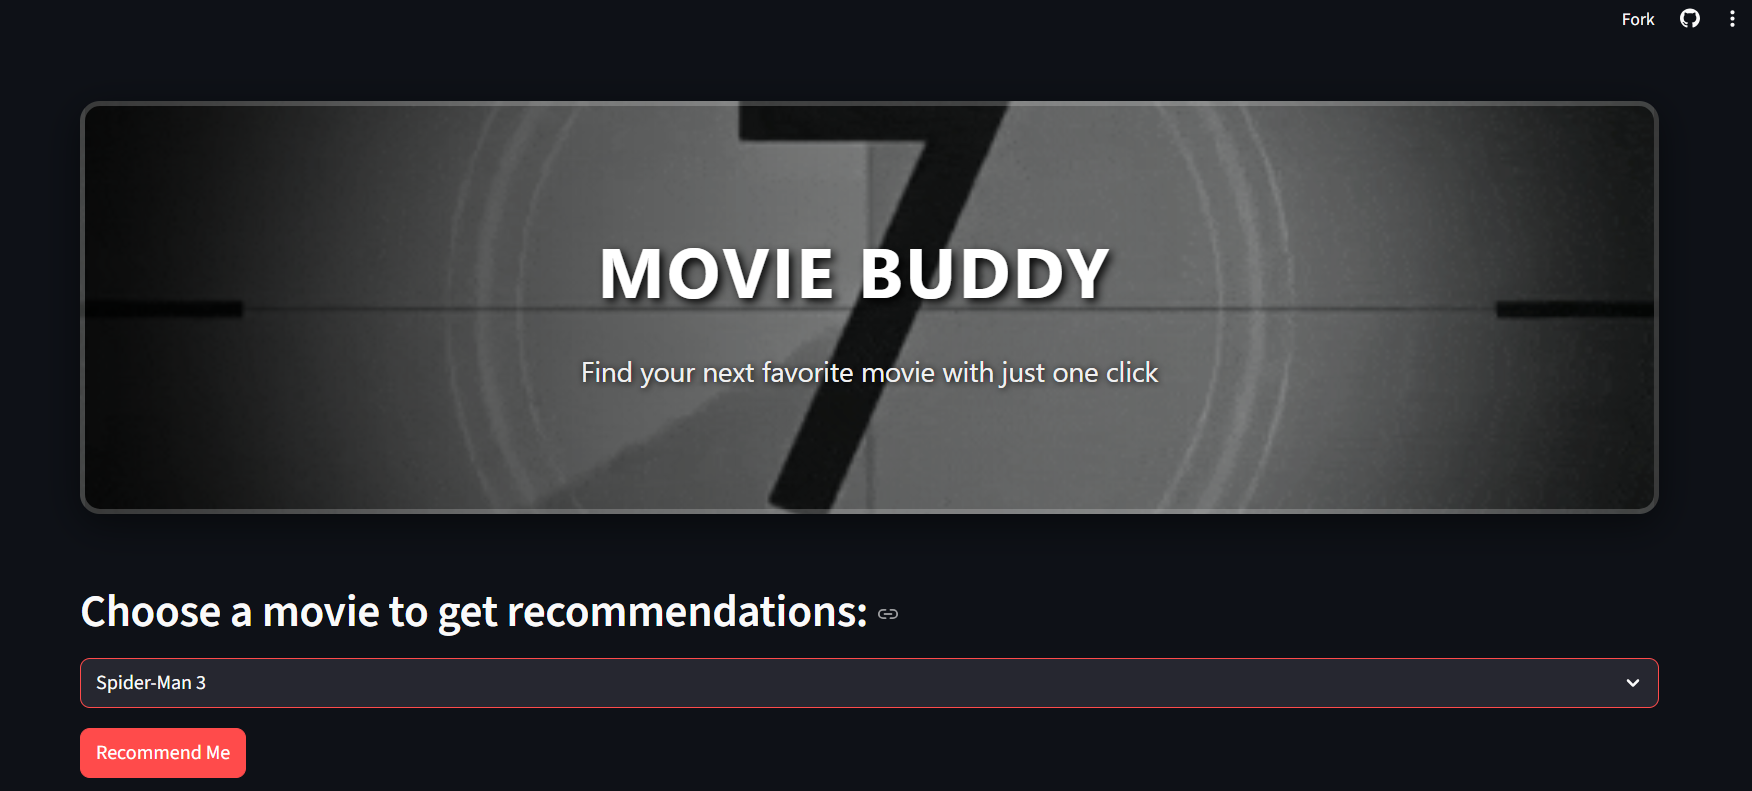 Fork
7
MOVIE BUDDY
Find your next favorite movie with just one click
Choose a movie to get recommendations:
Spider-Man 3
Recommend Me